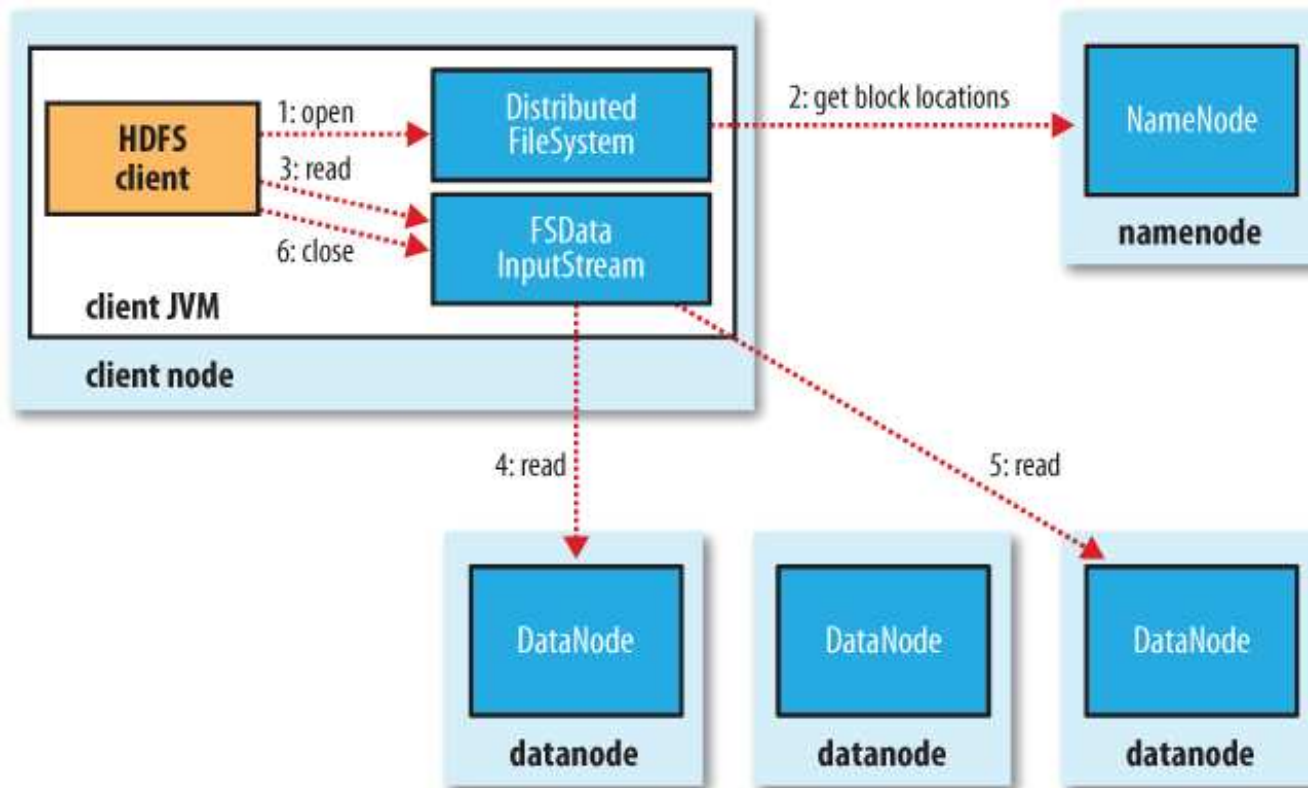 1: open
HDFS
client
3: read
6: close
Distributed
FileSystem
FSData
InputStream
client JVM
client node
2: get block locations
NameNode
namenode
4: read
5: read
DataNode
datanode
DataNode
datanode
DataNode
datanode